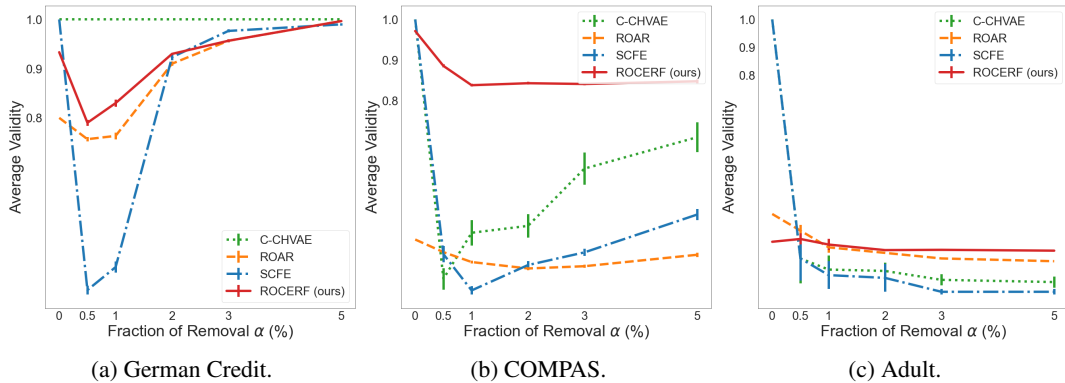 1.0
0.9
0.8
Average Validity
C-CHVAE
ROAR
SCFE
ROCERF (ours)
0 0.5 1 2 3 5
Fraction of Removal α (%)
(a) German Credit.
1.0
0.9
0.8
Average Validity
C-CHVAE
ROAR
SCFE
ROCERF (ours)
0 0.5 1 2 3 5
Fraction of Removal α (%)
(b) COMPAS.
1.0
0.9
0.8
Average Validity
C-CHVAE
ROAR
SCFE
ROCERF (ours)
0 0.5 1 2 3 5
Fraction of Removal α (%)
(c) Adult.